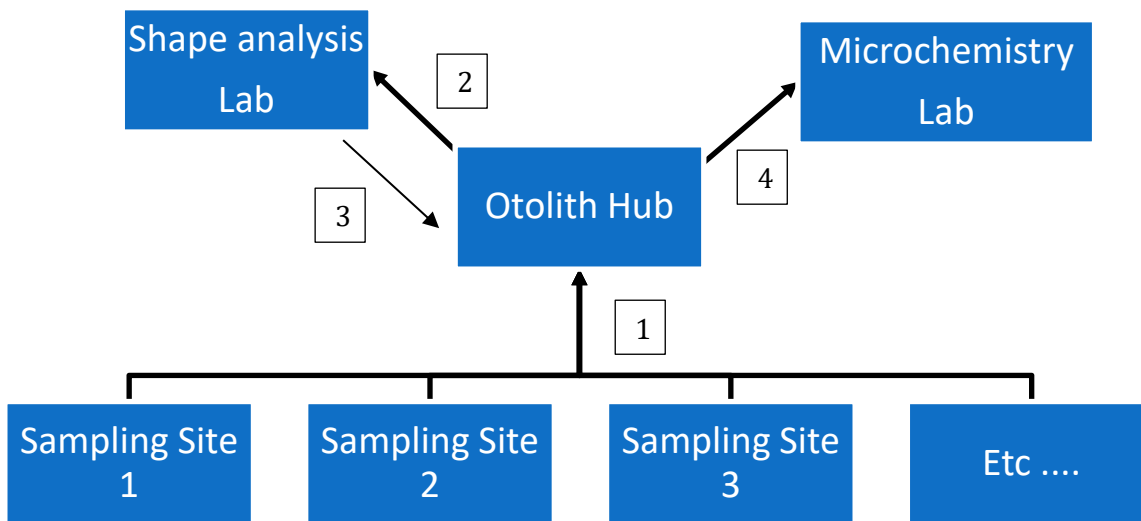 Shape analysis
Lab
2
Microchemistry
Lab
3
Otolith Hub
4
1
Sampling Site
1
Sampling Site
2
Sampling Site
3
Etc ....